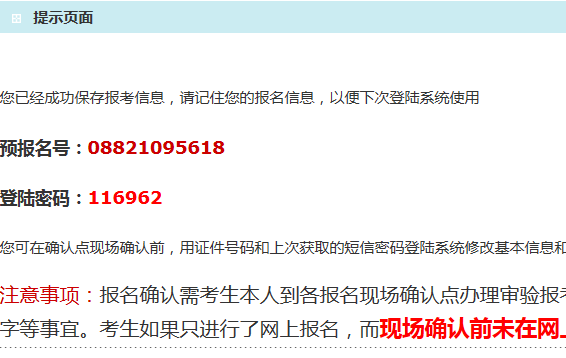 提示页面
您已经成功保存报考信息，请记住您的报名信息，以便下次登陆系统使用
预报名号：08821095618
登陆密码：116962
您可在确认点现场确认前，用证件号码和上次获取的短信密码登陆系统修改基本信息和
注意事项：报名确认需考生本人到各报名现场确认点办理审验报考
字等事宜。考生如果只进行了网上报名，而现场确认前未在网